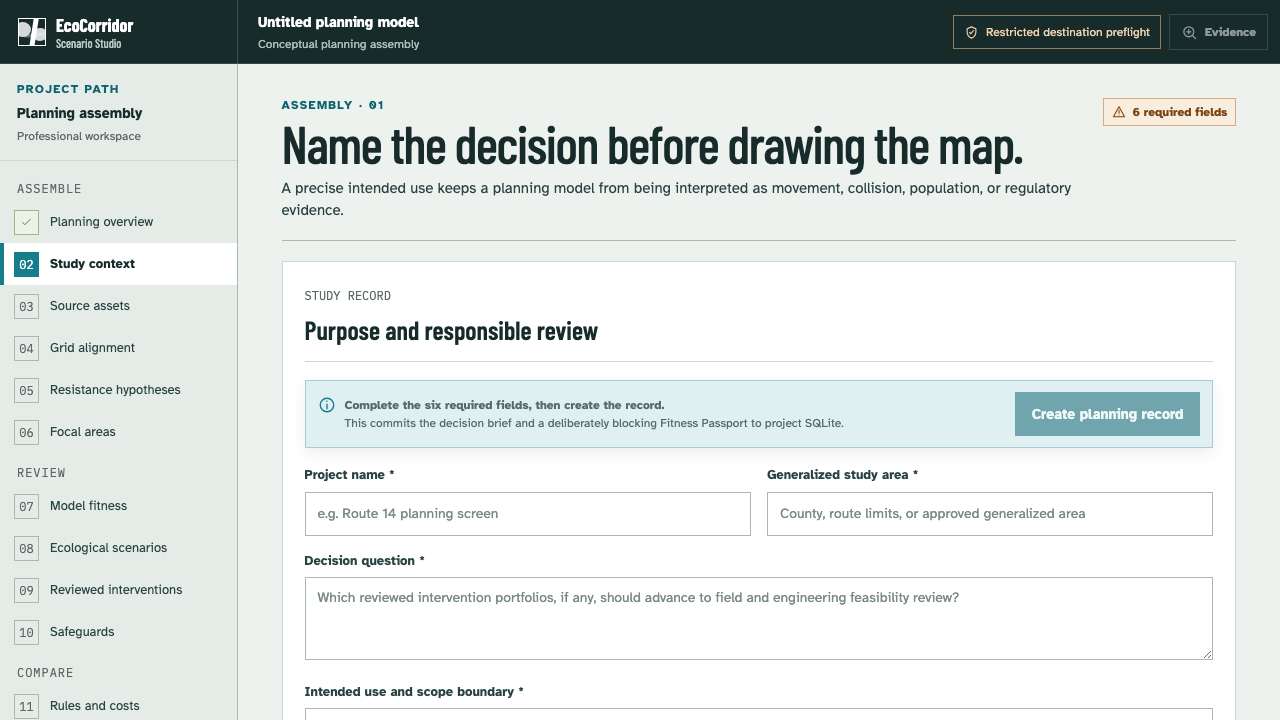 EcoCorridor
Scenario Studio
Untitled planning model
Conceptual planning assembly
Restricted destination preflight
Evidence
PROJECT PATH
Planning assembly
Professional workspace
ASSEMBLE
Planning overview
02 Study context
03 Source assets
04 Grid alignment
05 Resistance hypotheses
06 Focal areas
REVIEW
07 Model fitness
08 Ecological scenarios
09 Reviewed interventions
10 Safeguards
COMPARE
11 Rules and costs
ASSEMBLY · 01
6 required fields
Name the decision before drawing the map.
A precise intended use keeps a planning model from being interpreted as movement, collision, population, or regulatory
evidence.
STUDY RECORD
Purpose and responsible review
Complete the six required fields, then create the record.
This commits the decision brief and a deliberately blocking Fitness Passport to project SQLite.
Create planning record
Project name *
e.g. Route 14 planning screen
Generalized study area *
County, route limits, or approved generalized area
Decision question *
Which reviewed intervention portfolios, if any, should advance to field and engineering feasibility review?
Intended use and scope boundary *